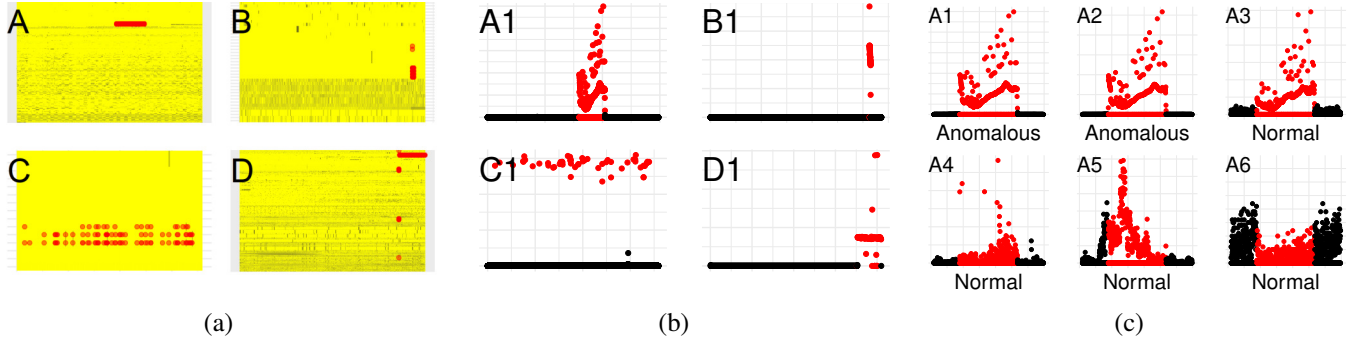 A B A1 B1 A1 A2 A3
Anomalous Anomalous Normal
C D C1 D1 A4 A5 A6
Normal Normal Normal
(a) (b) (c)